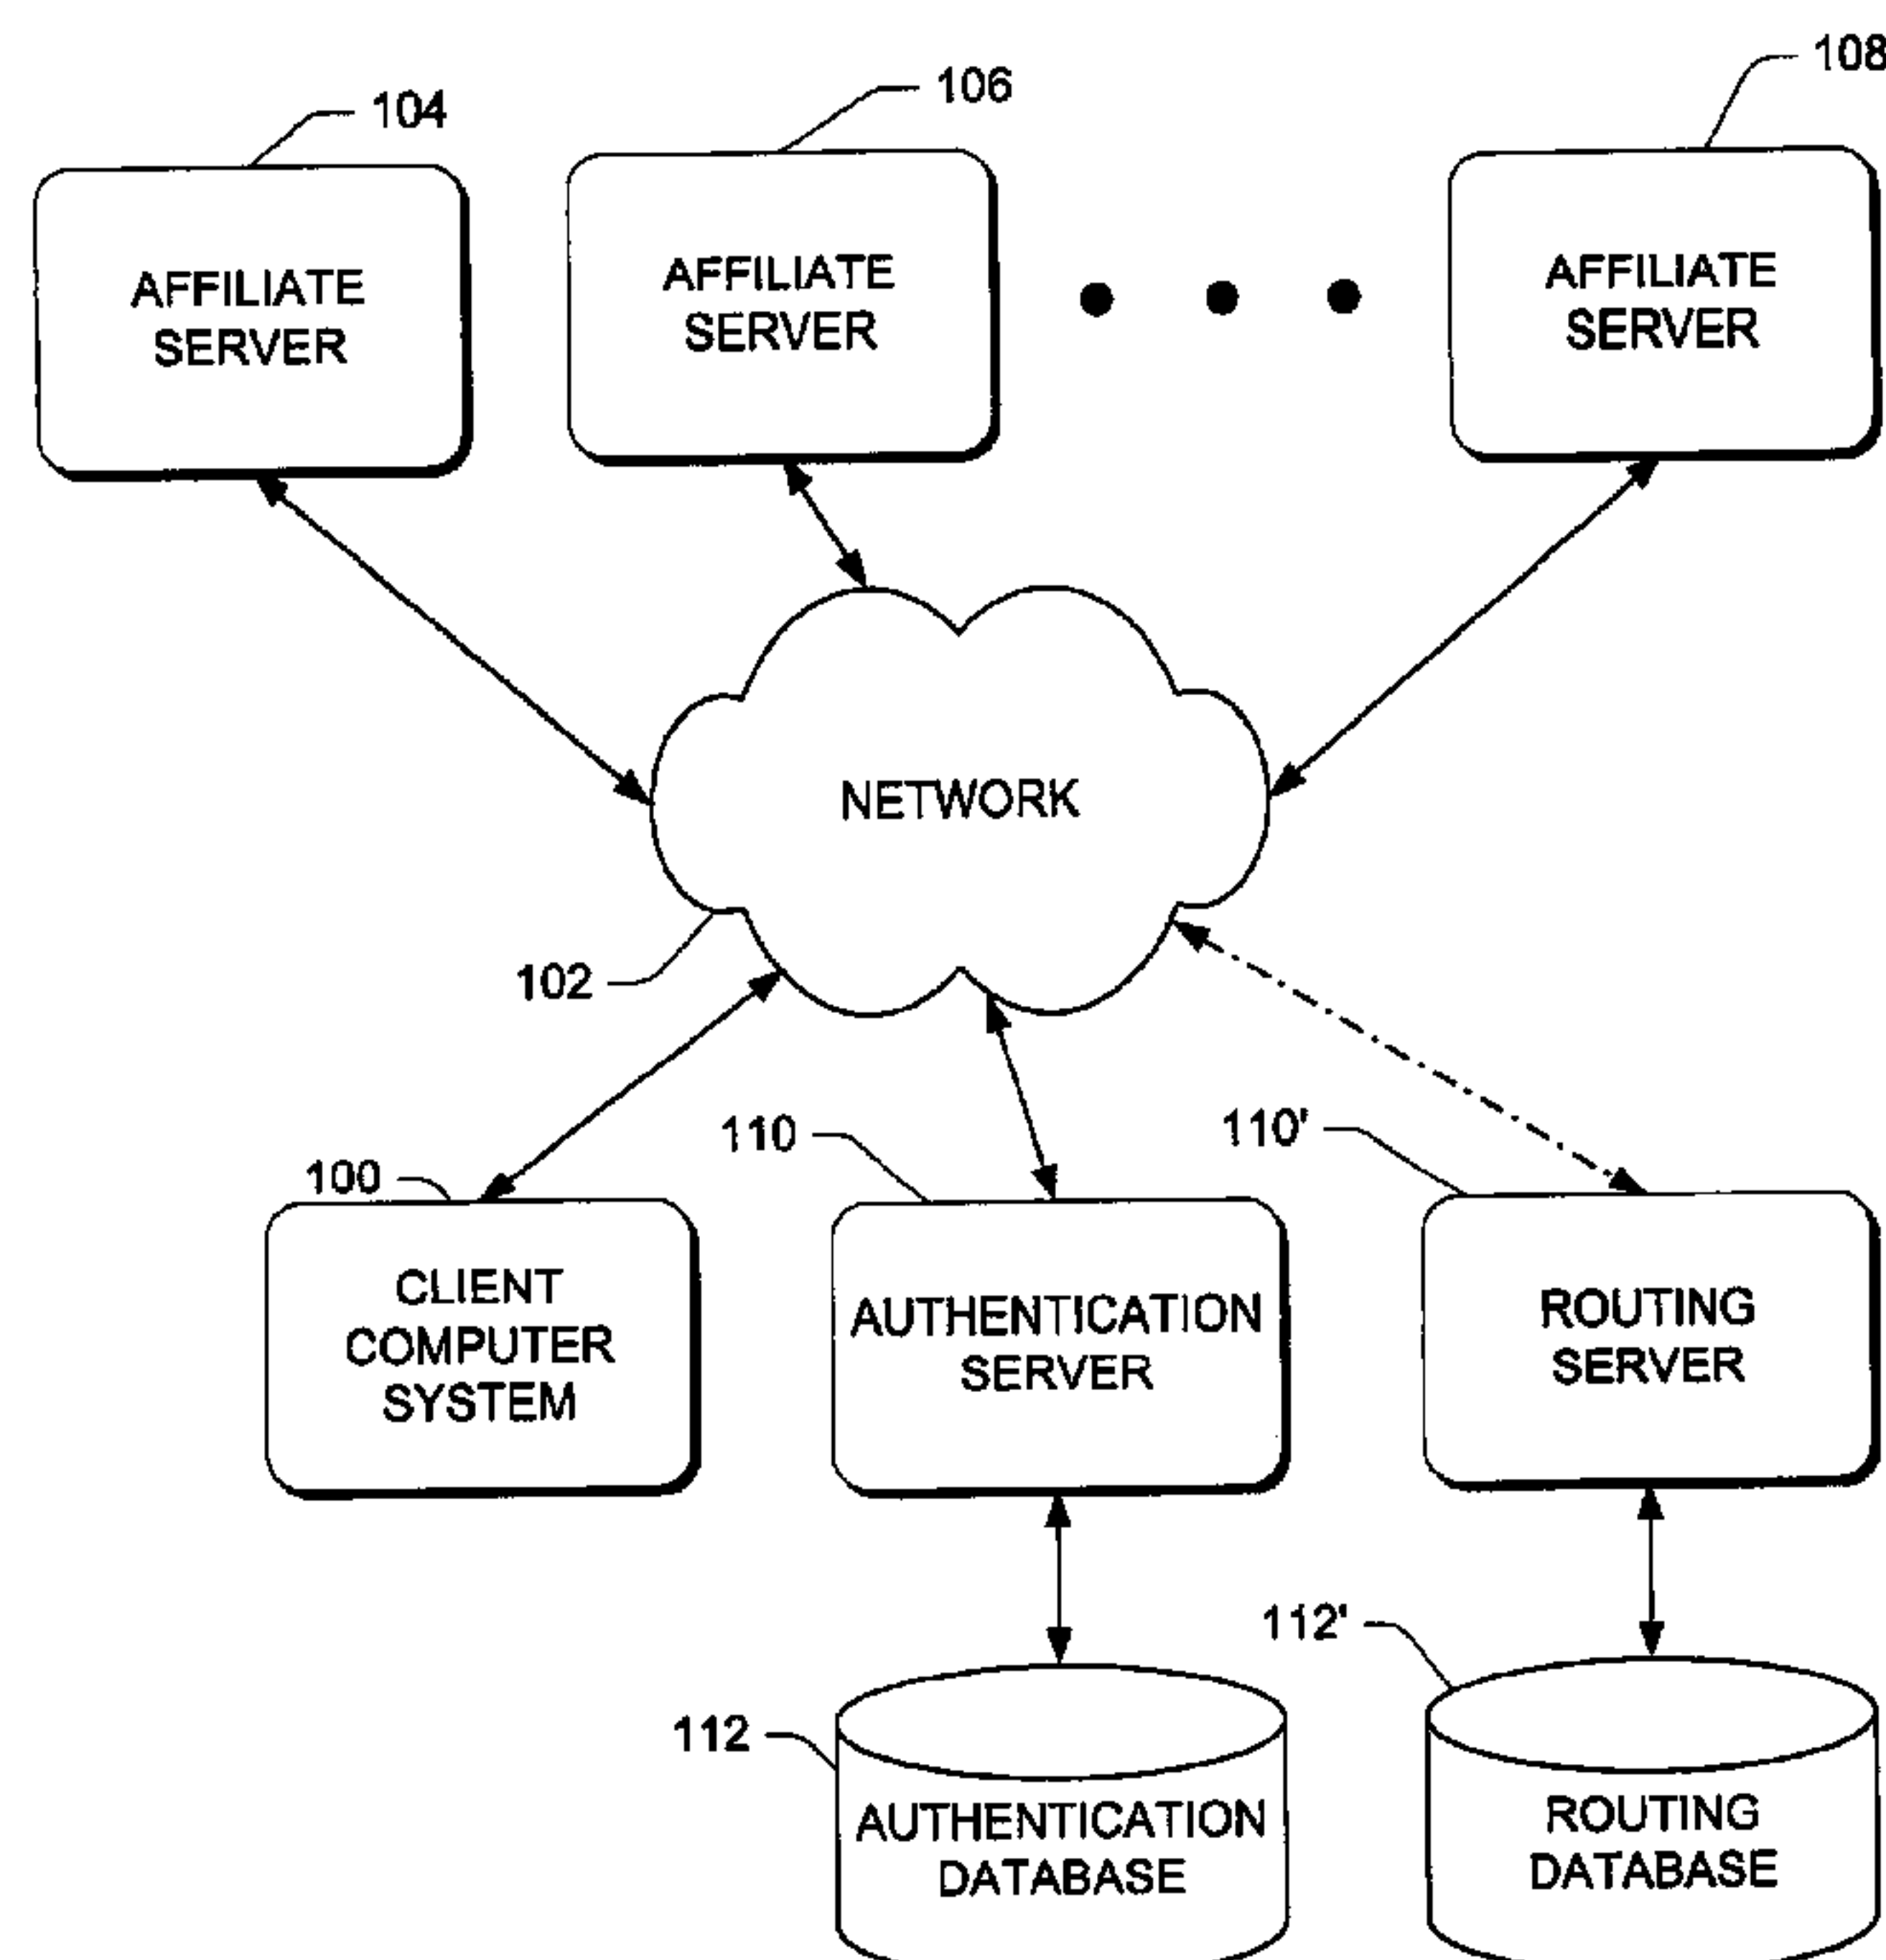 104
106
108
AFFILIATE
SERVER
AFFILIATE
SERVER
AFFILIATE
SERVER
NETWORK
102
100
110
110'
CLIENT
COMPUTER
SYSTEM
AUTHENTICATION
SERVER
ROUTING
SERVER
112
112'
AUTHENTICATION
DATABASE
ROUTING
DATABASE